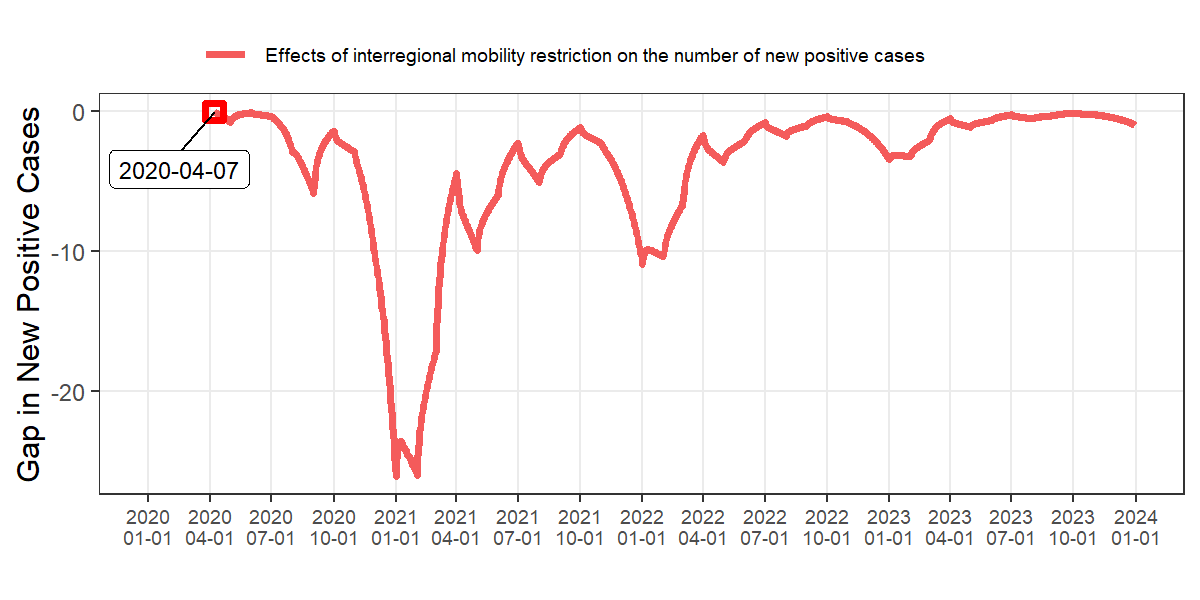 Effects of interregional mobility restriction on the number of new positive cases
Gap in New Positive Cases
0
-10
-20
2020-04-07
2020 2020 2020 2020 2021 2021 2021 2021 2022 2022 2022 2022 2023 2023 2023 2023 2024
01-01 04-01 07-01 10-01 01-01 04-01 07-01 10-01 01-01 04-01 07-01 10-01 01-01 04-01 07-01 10-01 01-01